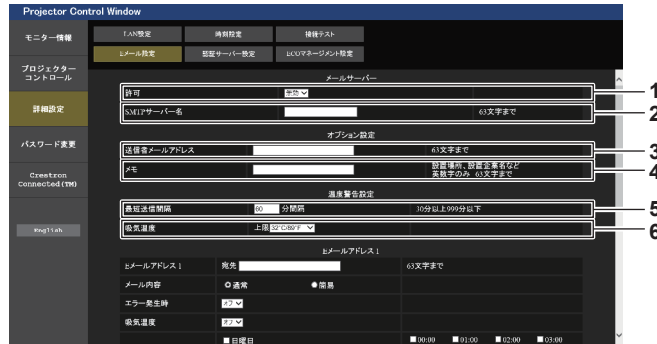 Projector Control Window
モニター情報
プロジェクター
コントロール
詳細設定
パスワード変更
Crestron
Connected(TM)
English
LAN設定 時刻設定 接続テスト
Eメール設定 認証サーバー設定 ECOマネージメント設定
メールサーバー
許可 無効 1
SMTPサーバー名 63文字まで 2
オプション設定
送信者メールアドレス 63文字まで 3
メモ 設置場所、設置企業名など
英数字のみ 63文字まで 4
温度警告設定
最短送信間隔 60 分間隔 30分以上999分以下 5
吸気温度 上限 32°C/89°F 6
Eメールアドレス1
Eメールアドレス1 宛先 63文字まで
メール内容 通常 簡易
エラー発生時 オフ
吸気温度 オフ
日曜日 00:00 01:00 02:00 03:00